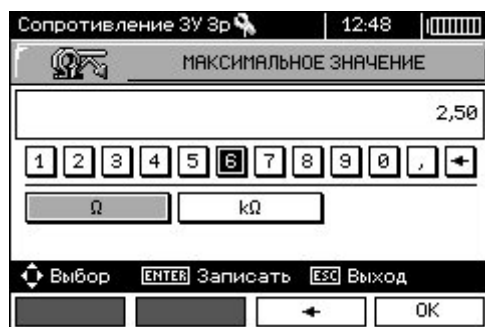 Сопротивление ЗУ 3p 12:48
МАКСИМАЛЬНОЕ ЗНАЧЕНИЕ
2,50
1 2 3 4 5 6 7 8 9 0 , ←
Ω kΩ
Выбор ENTER Записать ESC Выход
← OK